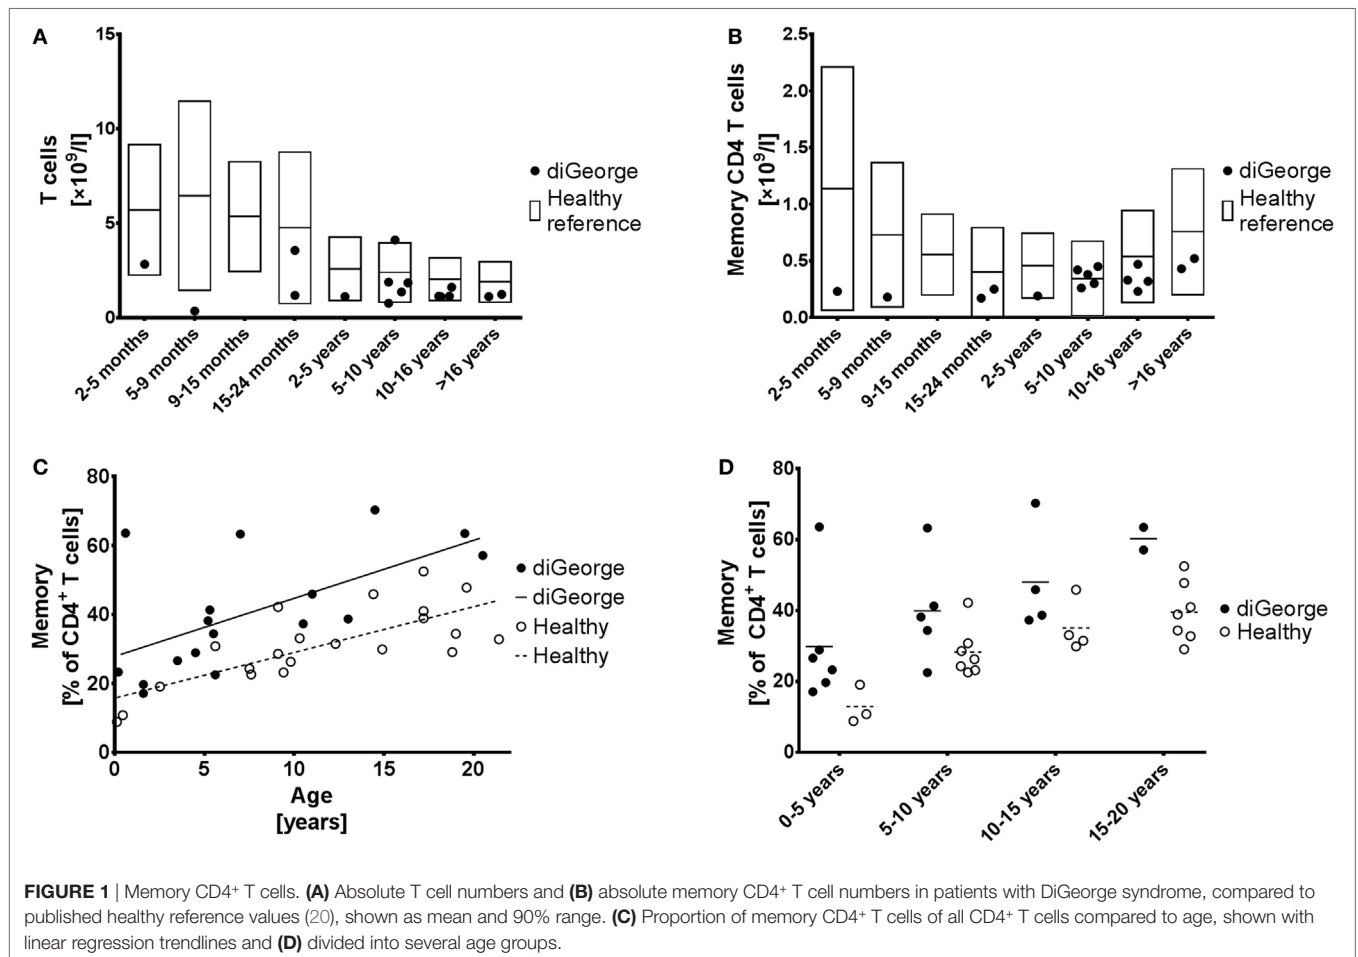 A
15
10
5
0
T cells
[×10⁹/l]
diGeorge
Healthy
reference
2-5 months
5-9 months
9-15 months
15-24 months
2-5 years
5-10 years
10-16 years
>16 years
B
2.5
2.0
1.5
1.0
0.5
0.0
Memory CD4 T cells
[×10⁹/l]
diGeorge
Healthy
reference
2-5 months
5-9 months
9-15 months
15-24 months
2-5 years
5-10 years
10-16 years
>16 years
C
80
60
40
20
0
Memory
[% of CD4⁺ T cells]
0
5
10
15
20
Age
[years]
diGeorge
diGeorge
Healthy
Healthy
D
80
60
40
20
0
Memory
[% of CD4⁺ T cells]
diGeorge
Healthy
0-5 years
5-10 years
10-15 years
15-20 years
FIGURE 1 | Memory CD4⁺ T cells. (A) Absolute T cell numbers and (B) absolute memory CD4⁺ T cell numbers in patients with DiGeorge syndrome, compared to
published healthy reference values (20), shown as mean and 90% range. (C) Proportion of memory CD4⁺ T cells of all CD4⁺ T cells compared to age, shown with
linear regression trendlines and (D) divided into several age groups.